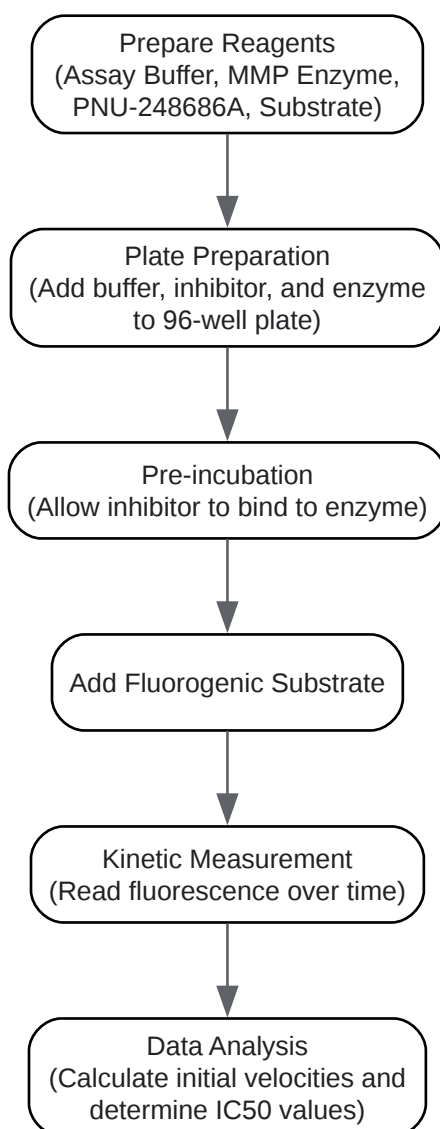 Prepare Reagents
(Assay Buffer, MMP Enzyme,
PNU-248686A, Substrate)
Plate Preparation
(Add buffer, inhibitor, and enzyme
to 96-well plate)
Pre-incubation
(Allow inhibitor to bind to enzyme)
Add Fluorogenic Substrate
Kinetic Measurement
(Read fluorescence over time)
Data Analysis
(Calculate initial velocities and
determine IC50 values)